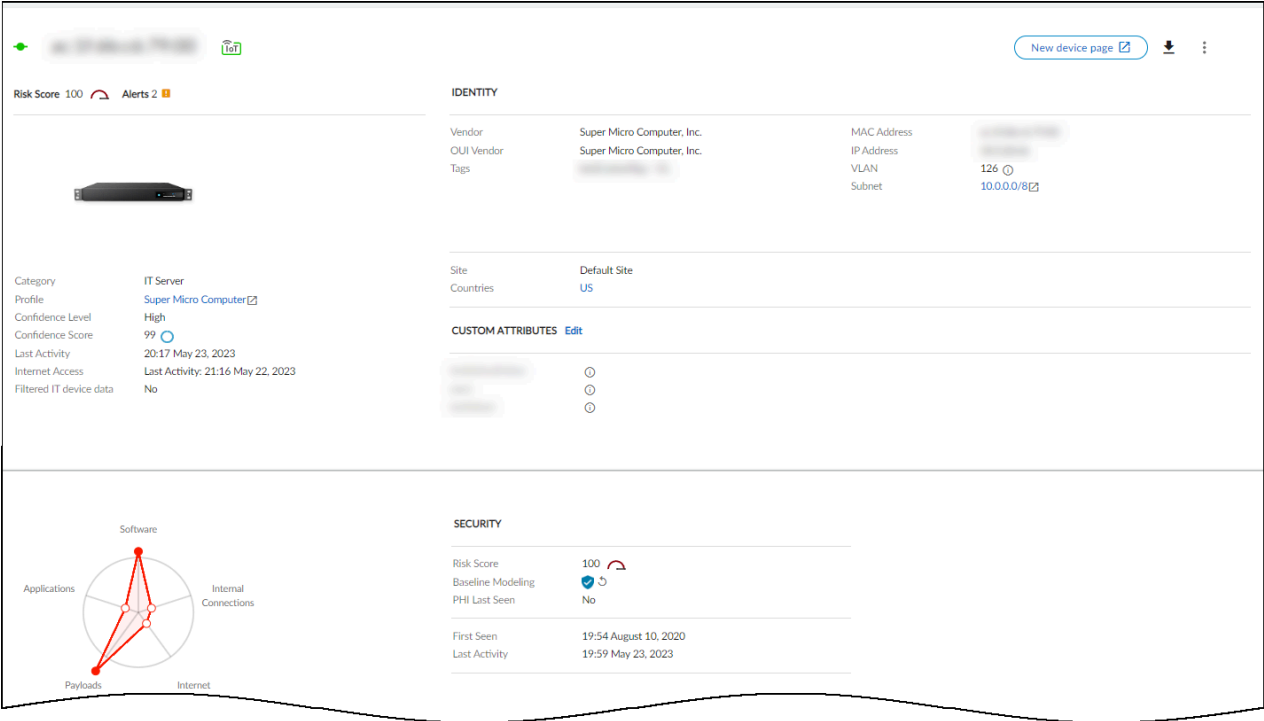 IoT
New device page
Risk Score 100 Alerts 2
Category IT Server
Profile Super Micro Computer
Confidence Level High
Confidence Score 99
Last Activity 20:17 May 23, 2023
Internet Access Last Activity: 21:16 May 22, 2023
Filtered IT device data No
IDENTITY
Vendor Super Micro Computer, Inc.
OUI Vendor Super Micro Computer, Inc.
Tags
MAC Address
IP Address
VLAN 126
Subnet 10.0.0.0/8
Site Default Site
Countries US
CUSTOM ATTRIBUTES Edit
Software
Applications
Internal
Connections
Payloads
Internet
SECURITY
Risk Score 100
Baseline Modeling
PHI Last Seen No
First Seen 19:54 August 10, 2020
Last Activity 19:59 May 23, 2023